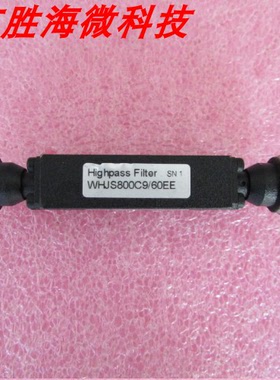 胜海微科技
Highpass Filter SN 1
WHJS800C9/60EE